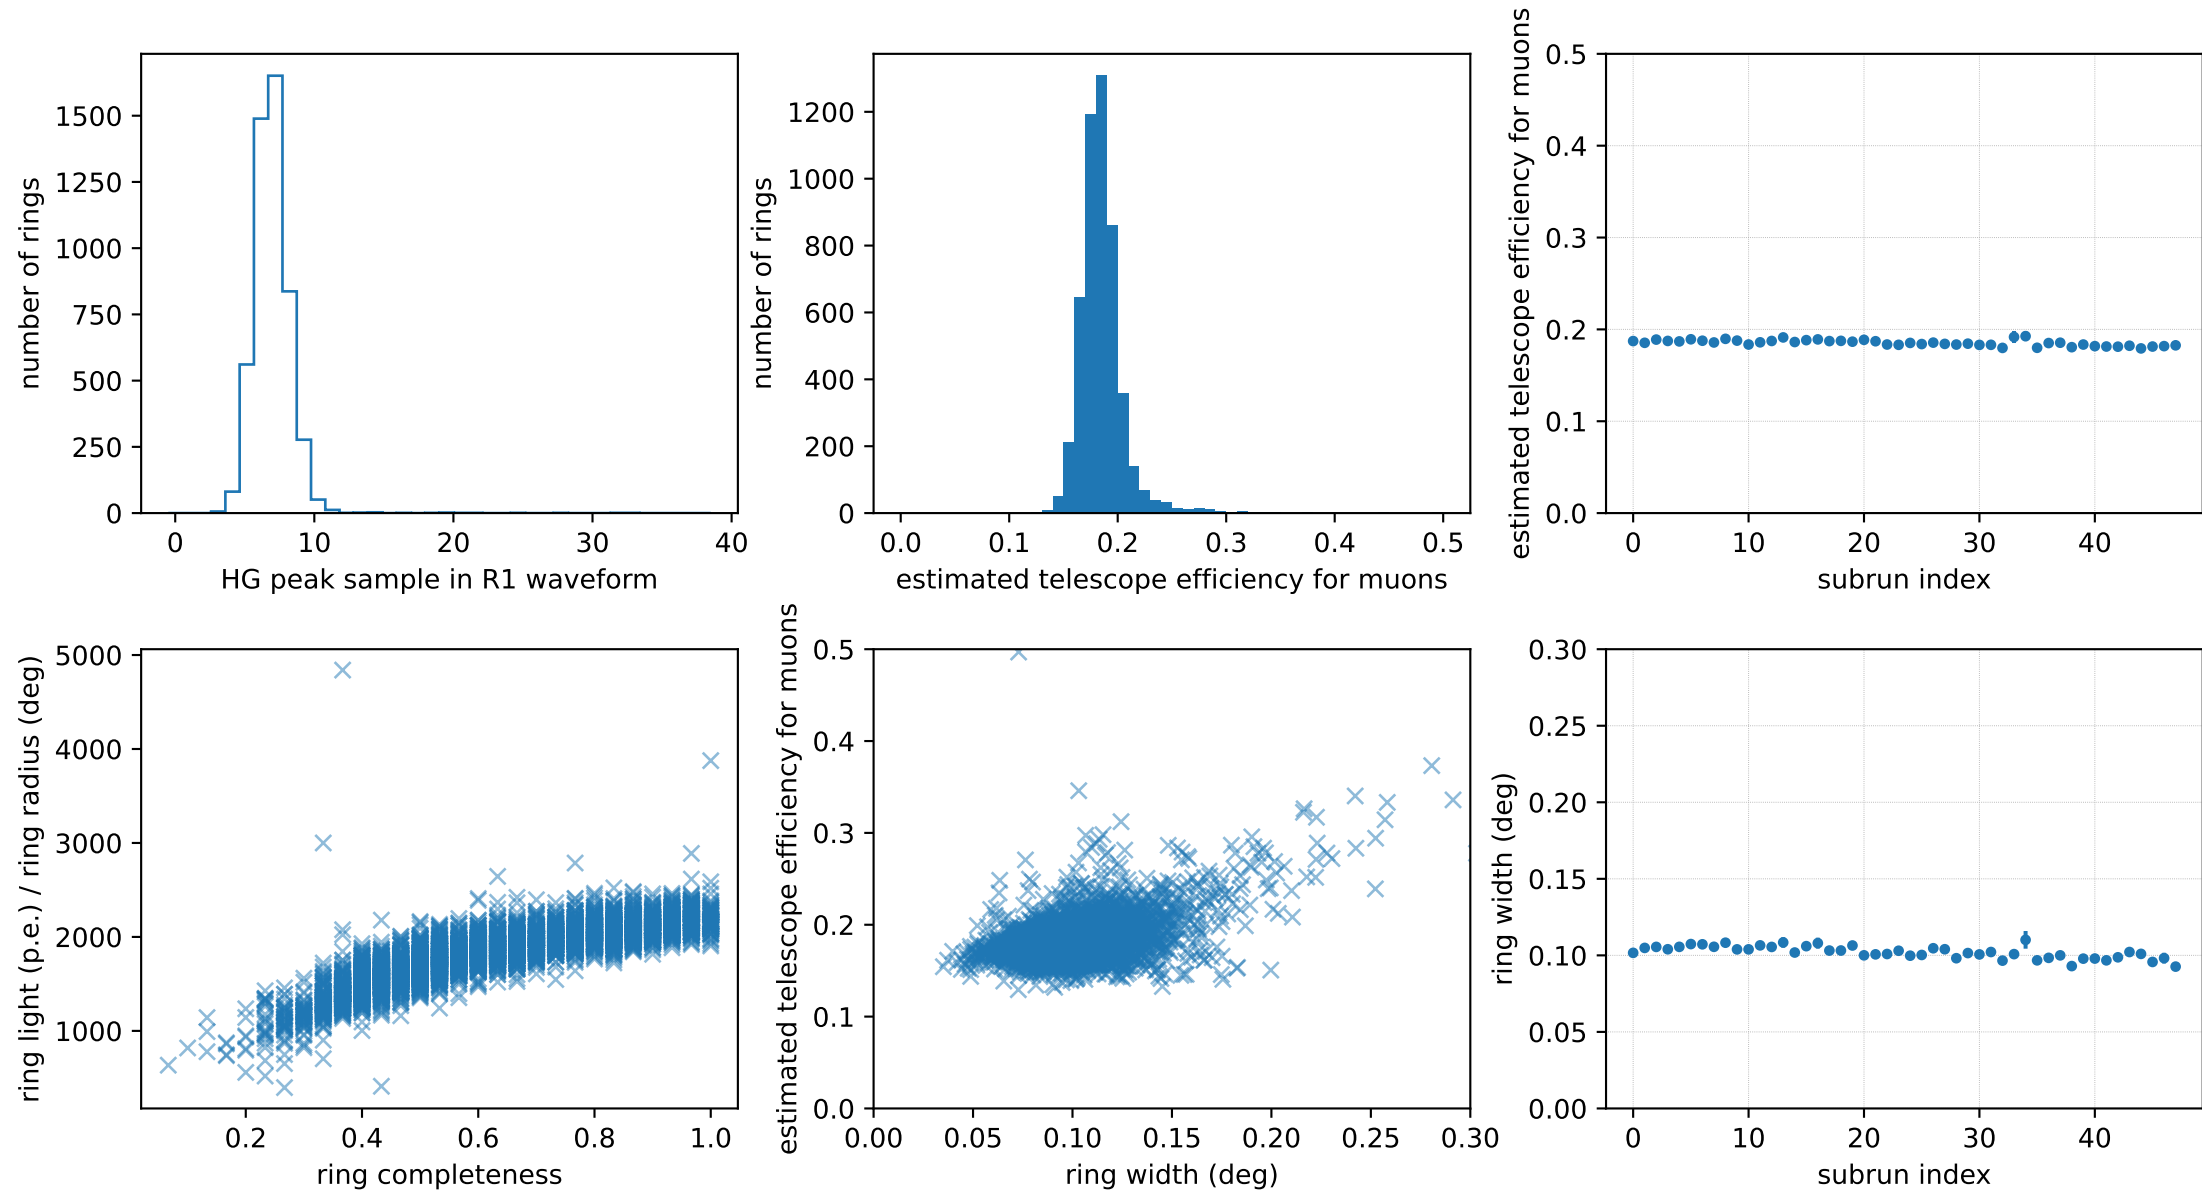 number of rings
1500
1250
1000
750
500
250
0
0 10 20 30 40
HG peak sample in R1 waveform
number of rings
1200
1000
800
600
400
200
0
0.0 0.1 0.2 0.3 0.4 0.5
estimated telescope efficiency for muons
estimated telescope efficiency for muons
0.5
0.4
0.3
0.2
0.1
0.0
0 10 20 30 40
subrun index
ring light (p.e.) / ring radius (deg)
5000
4000
3000
2000
1000
0.2 0.4 0.6 0.8 1.0
ring completeness
estimated telescope efficiency for muons
0.5
0.4
0.3
0.2
0.1
0.0
0.00 0.05 0.10 0.15 0.20 0.25 0.30
ring width (deg)
ring width (deg)
0.30
0.25
0.20
0.15
0.10
0.05
0.00
0 10 20 30 40
subrun index